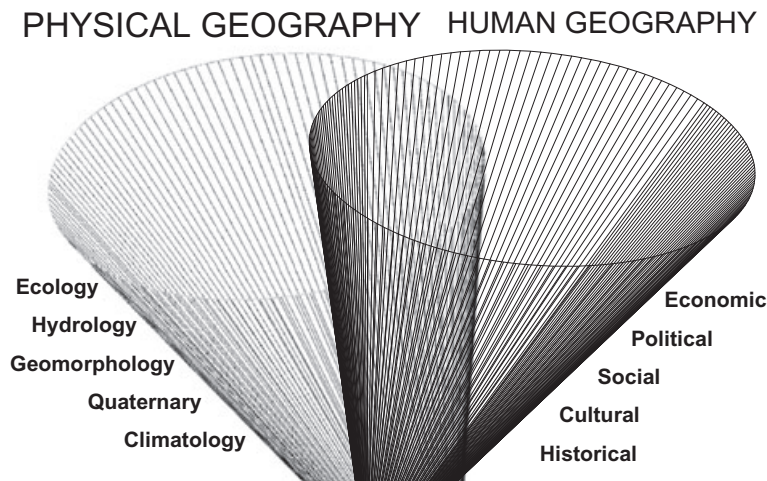 PHYSICAL GEOGRAPHY
HUMAN GEOGRAPHY
Ecology
Hydrology
Geomorphology
Quaternary
Climatology
Economic
Political
Social
Cultural
Historical